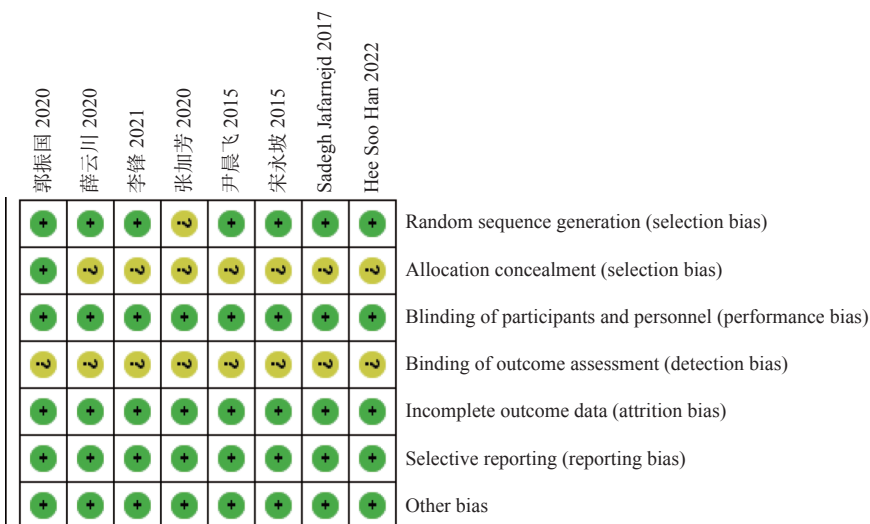 郭振国 2020
薛云川 2020
李锋 2021
张加芳 2020
尹晨飞 2015
宋永坡 2015
Sadegh Jafarnejd 2017
Hee Soo Han 2022
+ + + ? + + + + Random sequence generation (selection bias)
+ ? ? ? ? ? ? ? Allocation concealment (selection bias)
+ + + + + + + + Blinding of participants and personnel (performance bias)
? ? ? ? ? ? ? ? Binding of outcome assessment (detection bias)
+ + + + + + + + Incomplete outcome data (attrition bias)
+ + + + + + + + Selective reporting (reporting bias)
+ + + + + + + + Other bias